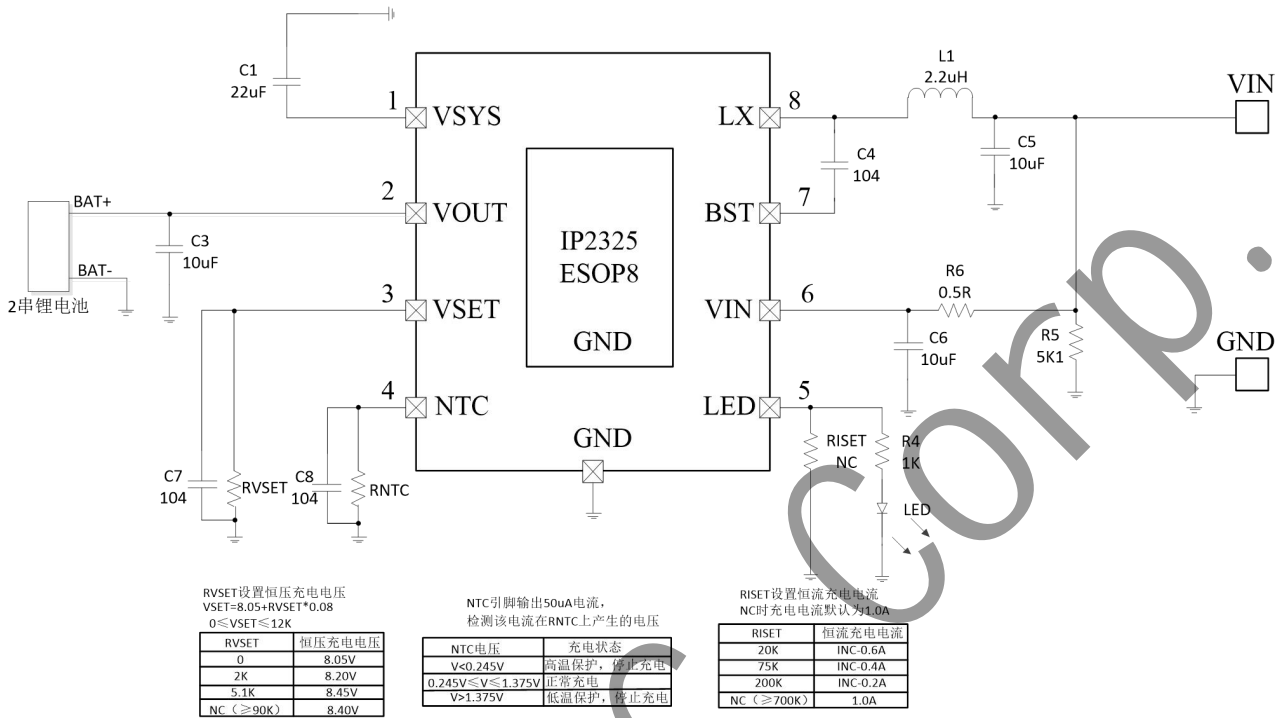 C1
22uF
1
VSYS
LX
8
L1
2.2uH
VIN
C5
10uF
C4
104
2
VOUT
BST
7
BAT+
C3
10uF
BAT-
2串锂电池
IP2325
ESOP8
GND
3
VSET
VIN
6
R6
0.5R
C6
10uF
R5
5K1
GND
4
NTC
LED
5
GND
RISET
NC
R4
1K
LED
C7
104
RVSET
C8
104
RNTC
Corp.
RVSET设置恒压充电电压
VSET=8.05+RVSET*0.08
0≤VSET≤12K
RVSET 恒压充电电压
0 8.05V
2K 8.20V
5.1K 8.45V
NC（≥90K） 8.40V
NTC引脚输出50uA电流，
检测该电流在RNTC上产生的电压
NTC电压 充电状态
V<0.245V 高温保护，停止充电
0.245V≤V≤1.375V 正常充电
V>1.375V 低温保护，停止充电
RISET设置恒流充电电流
NC时充电电流默认为1.0A
RISET 恒流充电电流
20K INC-0.6A
75K INC-0.4A
200K INC-0.2A
NC（≥700K） 1.0A